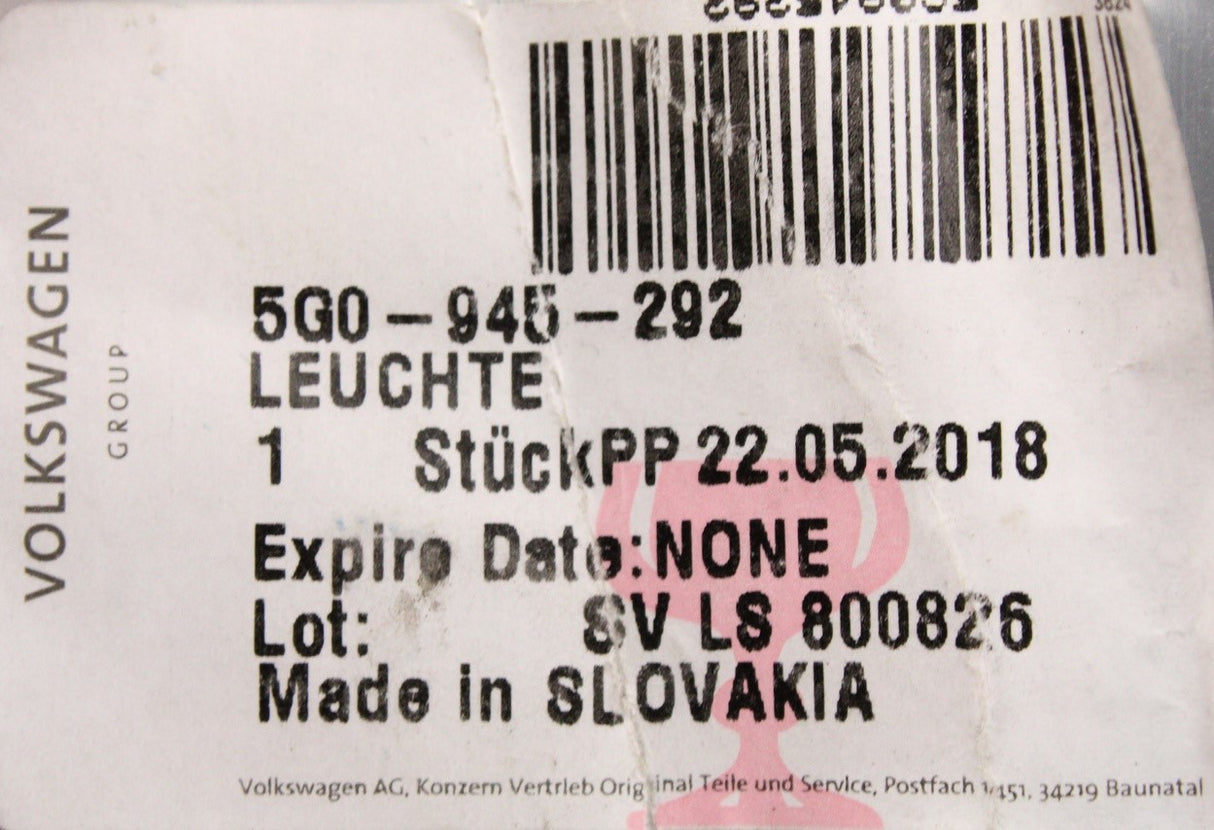 3624
VOLKSWAGEN
GROUP
5G0-945-292
LEUCHTE
1 StückPP 22.05.2018
Expire Date:NONE
Lot: SV LS 800826
Made in SLOVAKIA
Volkswagen AG, Konzern Vertrieb Original Teile und Service, Postfach 1451, 34219 Baunatal